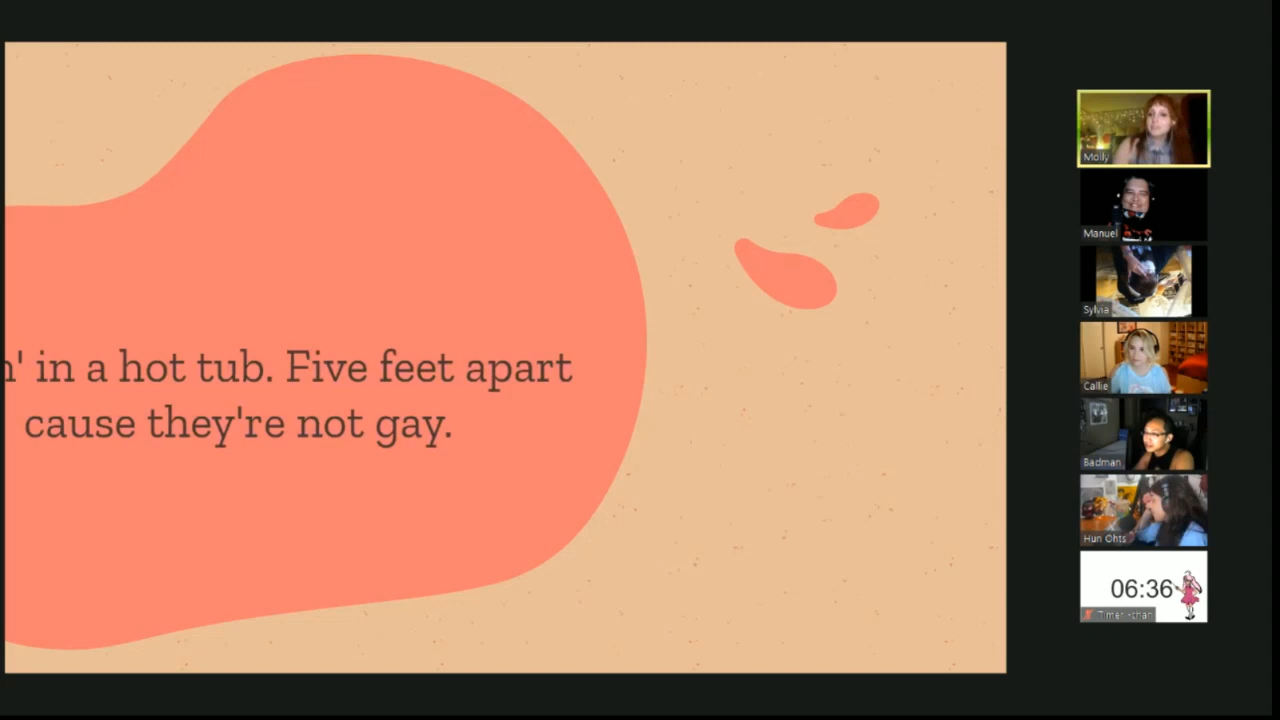 n' in a hot tub. Five feet apart
cause they're not gay.
Molly
Manuel
Sylvia
Callie
Badman
Hun Ohts
06:36
Timer-chan